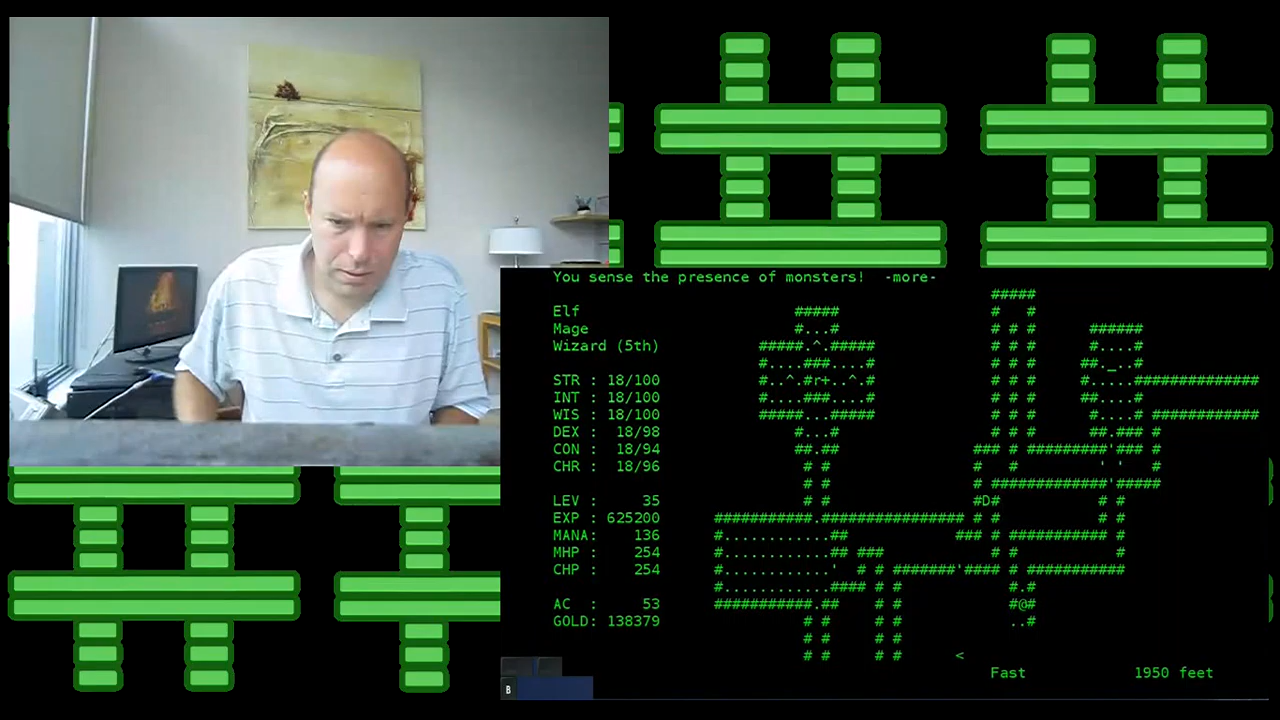 You sense the presence of monsters!  -more-
Elf
Mage
Wizard (5th)
STR : 18/100
INT : 18/100
WIS : 18/100
DEX :  18/98
CON :  18/94
CHR :  18/96
LEV :     35
EXP : 625200
MANA:    136
MHP :    254
CHP :    254
AC  :     53
GOLD: 138379
Fast
1950 feet
B